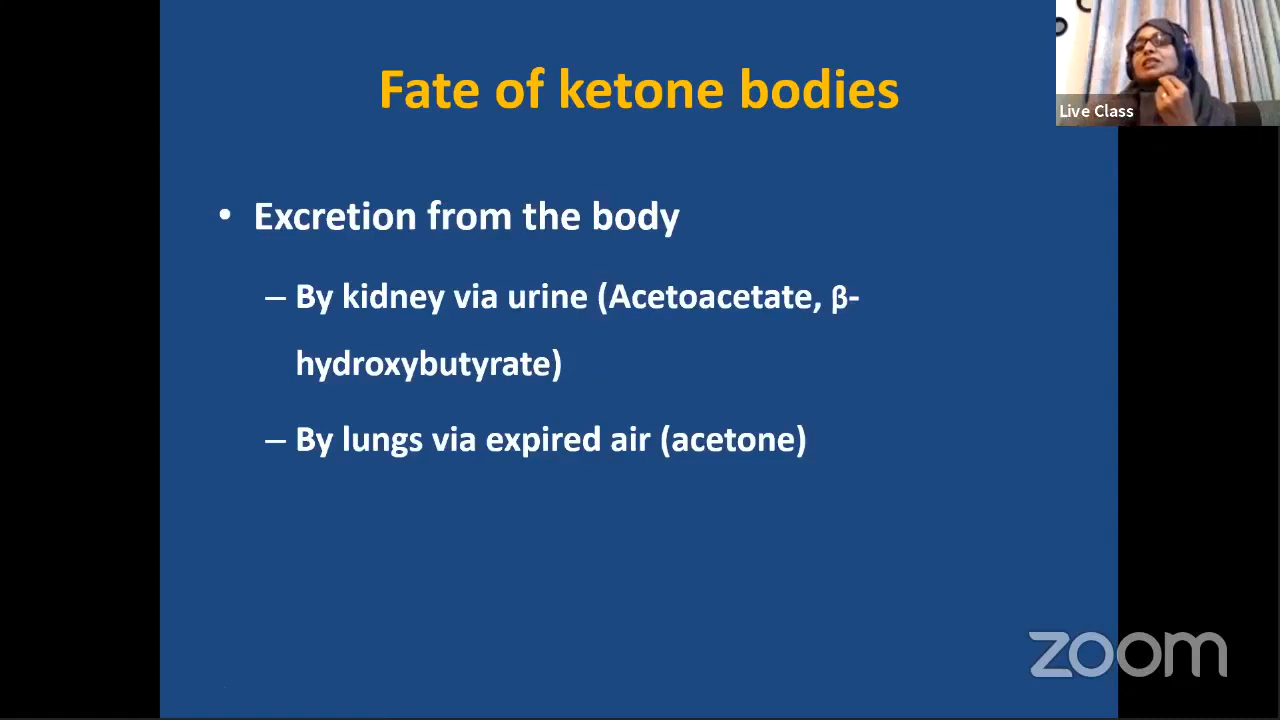 Fate of ketone bodies
Live Class
• Excretion from the body
– By kidney via urine (Acetoacetate, β-
hydroxybutyrate)
– By lungs via expired air (acetone)
zoom